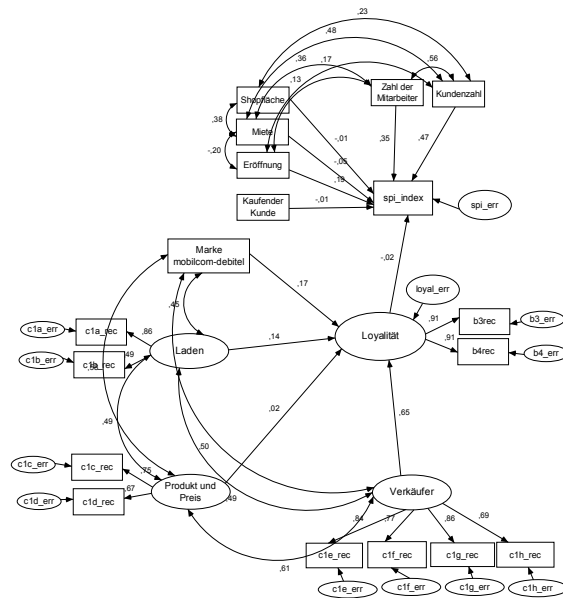 ,23
,48
,36
,17
,56
,13
Shopfläche
Zahl der
Mitarbeiter
Kundenzahl
,38
Miete
-,01
,35
,47
-,20
Eröffnung
-,05
,19
spi_index
spi_err
Kaufender
Kunde
-,01
-,02
Marke
mobilcom-debitel
,17
loyal_err
,45
c1a_err
c1a_rec
,86
,91
b3rec
b3_err
Loyalität
Laden
,14
c1b_err
c1b_rec
,49
,91
b4rec
b4_err
,02
,65
,49
,50
c1c_err
c1c_rec
,75
c1d_err
c1d_rec
,67
Produkt und
Preis
,49
Verkäufer
,84
,77
,86
,69
,61
c1e_rec
c1f_rec
c1g_rec
c1h_rec
c1e_err
c1f_err
c1g_err
c1h_err